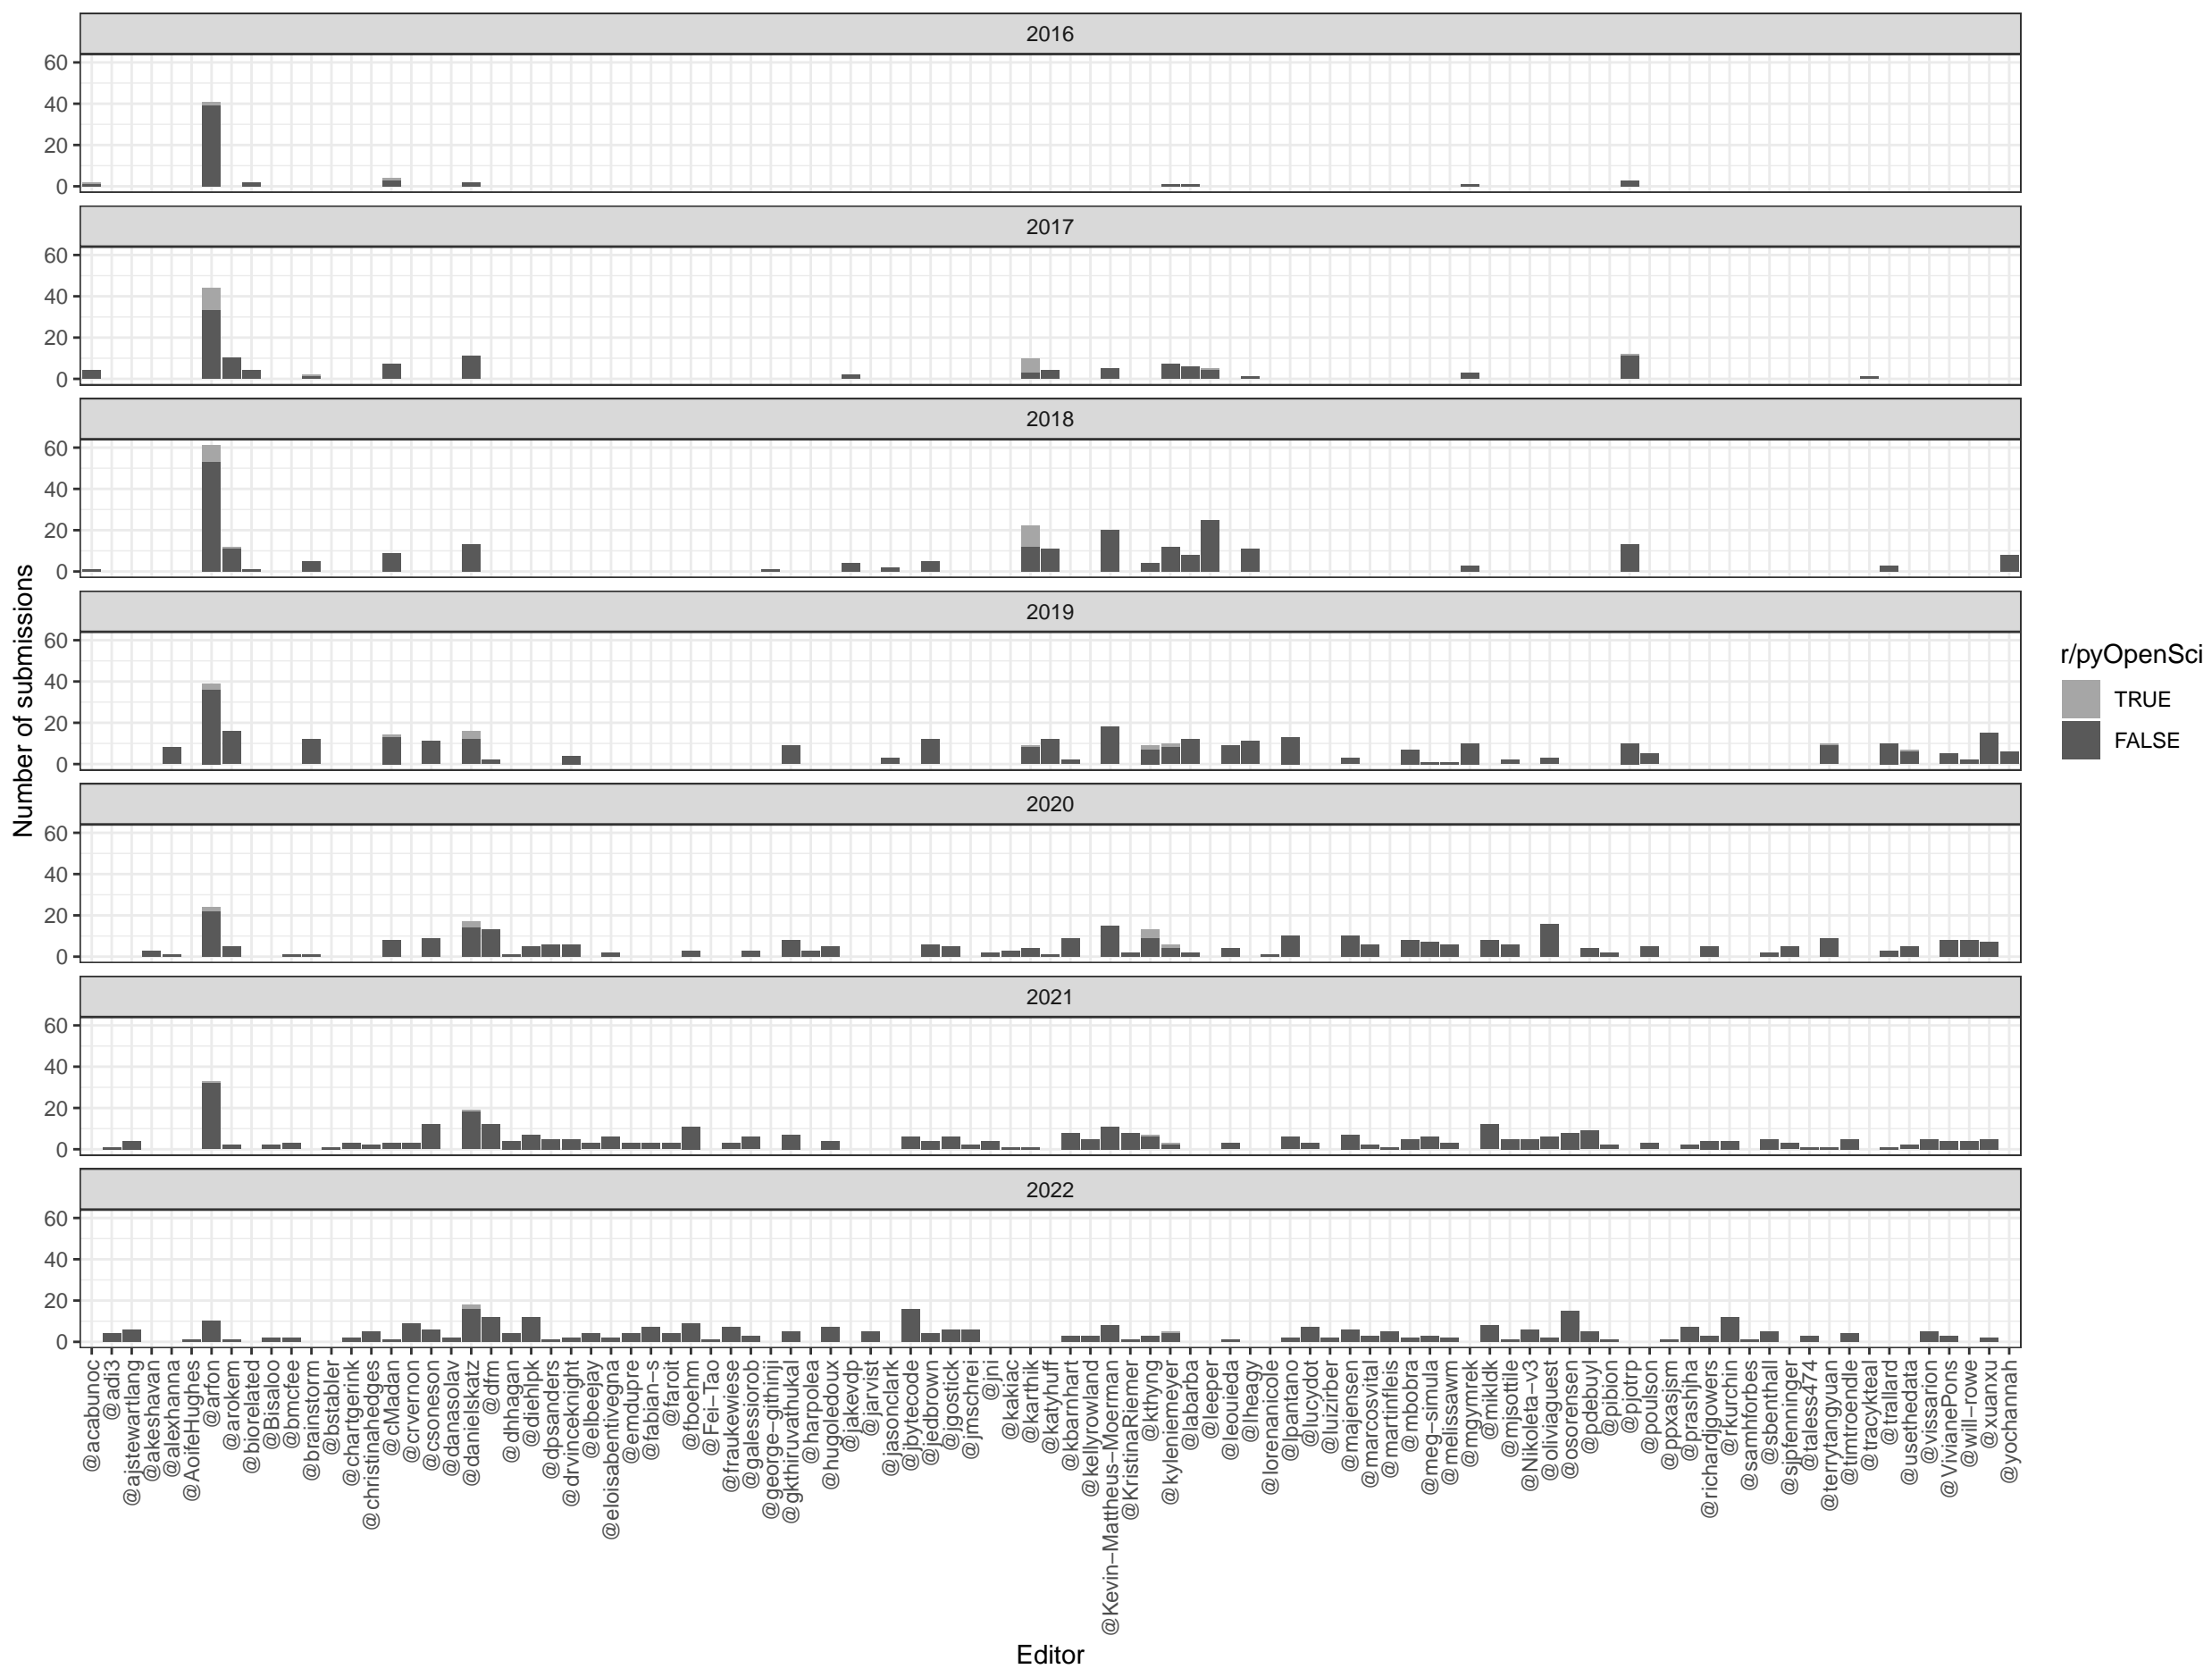 2016
60
40
20
0
2017
60
40
20
0
2018
60
40
20
0
2019
60
40
20
0
2020
60
40
20
0
2021
60
40
20
0
2022
60
40
20
0
Number of submissions
@acabunoc
@adi3
@ajstewartlang
@akeshavan
@alexhanna
@AoifeHughes
@arfon
@arokem
@biorelated
@Bisaloo
@bmcfee
@brainstorm
@bstabler
@chartgerink
@christinahedges
@cMadan
@crvernon
@csoneson
@danasolav
@danielskatz
@dfm
@dhhagan
@diehlpk
@dpsanders
@drvinceknight
@elbeejay
@eloisabentivegna
@emdupre
@fabian−s
@faroit
@fboehm
@Fei−Tao
@fraukewiese
@galessiorob
@george−githinji
@gkthiruvathukal
@harpolea
@hugoledoux
@jakevdp
@jarvist
@jasonclark
@jbytecode
@jedbrown
@jgostick
@jmschrei
@jni
@kakiac
@karthik
@katyhuff
@kbarnhart
@kellyrowland
@Kevin−Mattheus−Moerman
@KristinaRiemer
@kthyng
@kyleniemeyer
@labarba
@leeper
@leouieda
@lheagy
@lorenanicole
@lpantano
@lucydot
@luizirber
@majensen
@marcosvital
@martinfleis
@mbobra
@meg−simula
@melissawm
@mgymrek
@mikldk
@mjsottile
@Nikoleta−v3
@oliviaguest
@osorensen
@pdebuyl
@pibion
@pjotrp
@poulson
@ppxasjsm
@prashjha
@richardjgowers
@rkurchin
@samhforbes
@sbenthall
@sjpfenninger
@taless474
@terrytangyuan
@timtroendle
@tracykteal
@trallard
@usethedata
@vissarion
@VivianePons
@will−rowe
@xuanxu
@yochannah
Editor
r/pyOpenSci
TRUE
FALSE